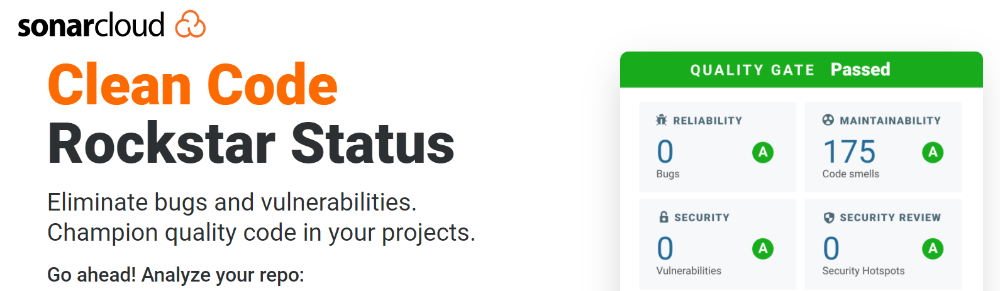 sonarcloud
Clean Code
Rockstar Status
Eliminate bugs and vulnerabilities.
Champion quality code in your projects.
Go ahead! Analyze your repo:
QUALITY GATE Passed
RELIABILITY
0 A
Bugs
MAINTAINABILITY
175 A
Code smells
SECURITY
0 A
Vulnerabilities
SECURITY REVIEW
0 A
Security Hotspots